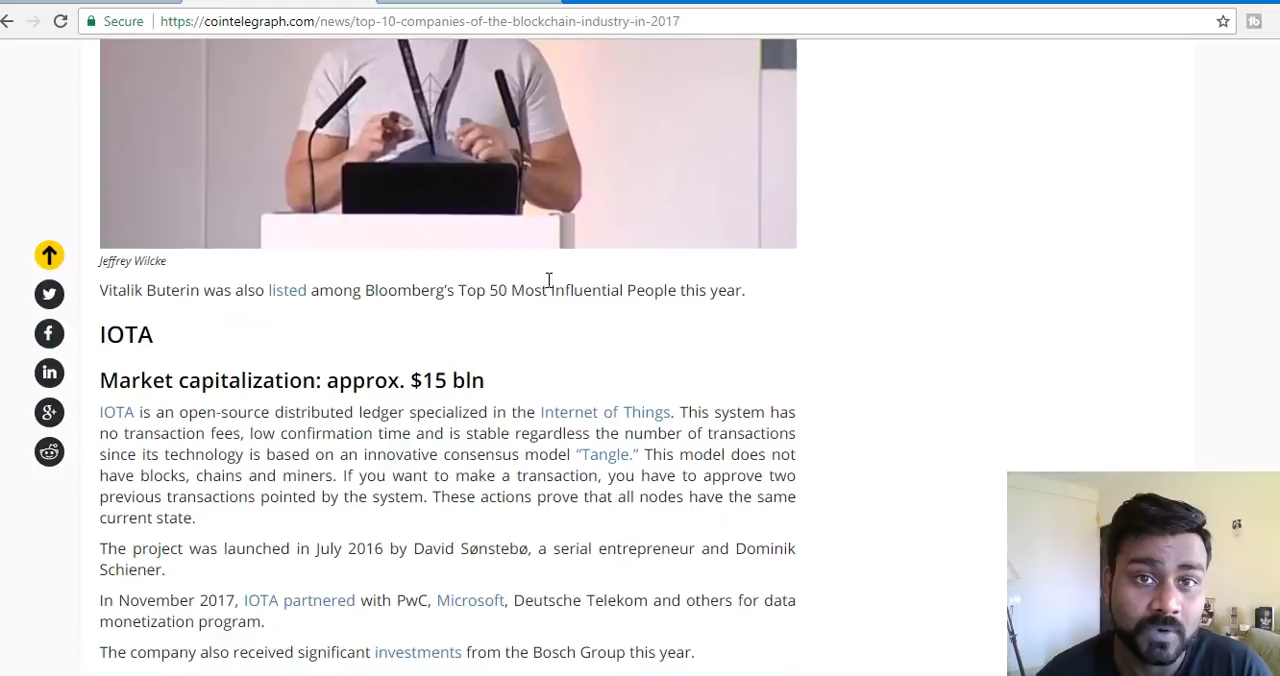 Secure
https://cointelegraph.com/news/top-10-companies-of-the-blockchain-industry-in-2017
Jeffrey Wilcke
Vitalik Buterin was also listed among Bloomberg's Top 50 Most Influential People this year.
IOTA
Market capitalization: approx. $15 bln
IOTA is an open-source distributed ledger specialized in the Internet of Things. This system has
no transaction fees, low confirmation time and is stable regardless the number of transactions
since its technology is based on an innovative consensus model “Tangle.” This model does not
have blocks, chains and miners. If you want to make a transaction, you have to approve two
previous transactions pointed by the system. These actions prove that all nodes have the same
current state.
The project was launched in July 2016 by David Sønstebø, a serial entrepreneur and Dominik
Schiener.
In November 2017, IOTA partnered with PwC, Microsoft, Deutsche Telekom and others for data
monetization program.
The company also received significant investments from the Bosch Group this year.